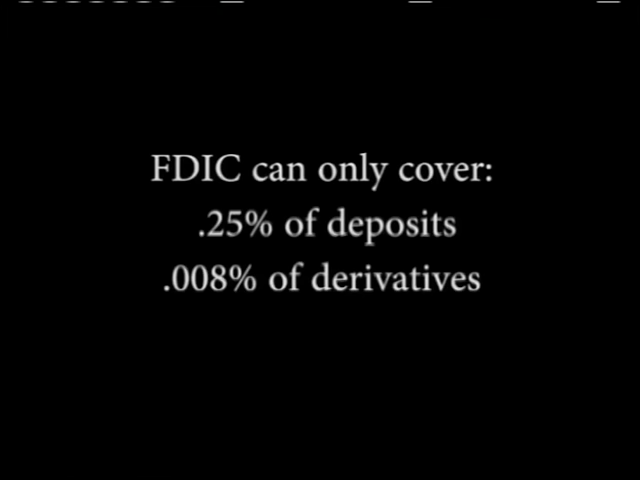 FDIC can only cover:
.25% of deposits
.008% of derivatives